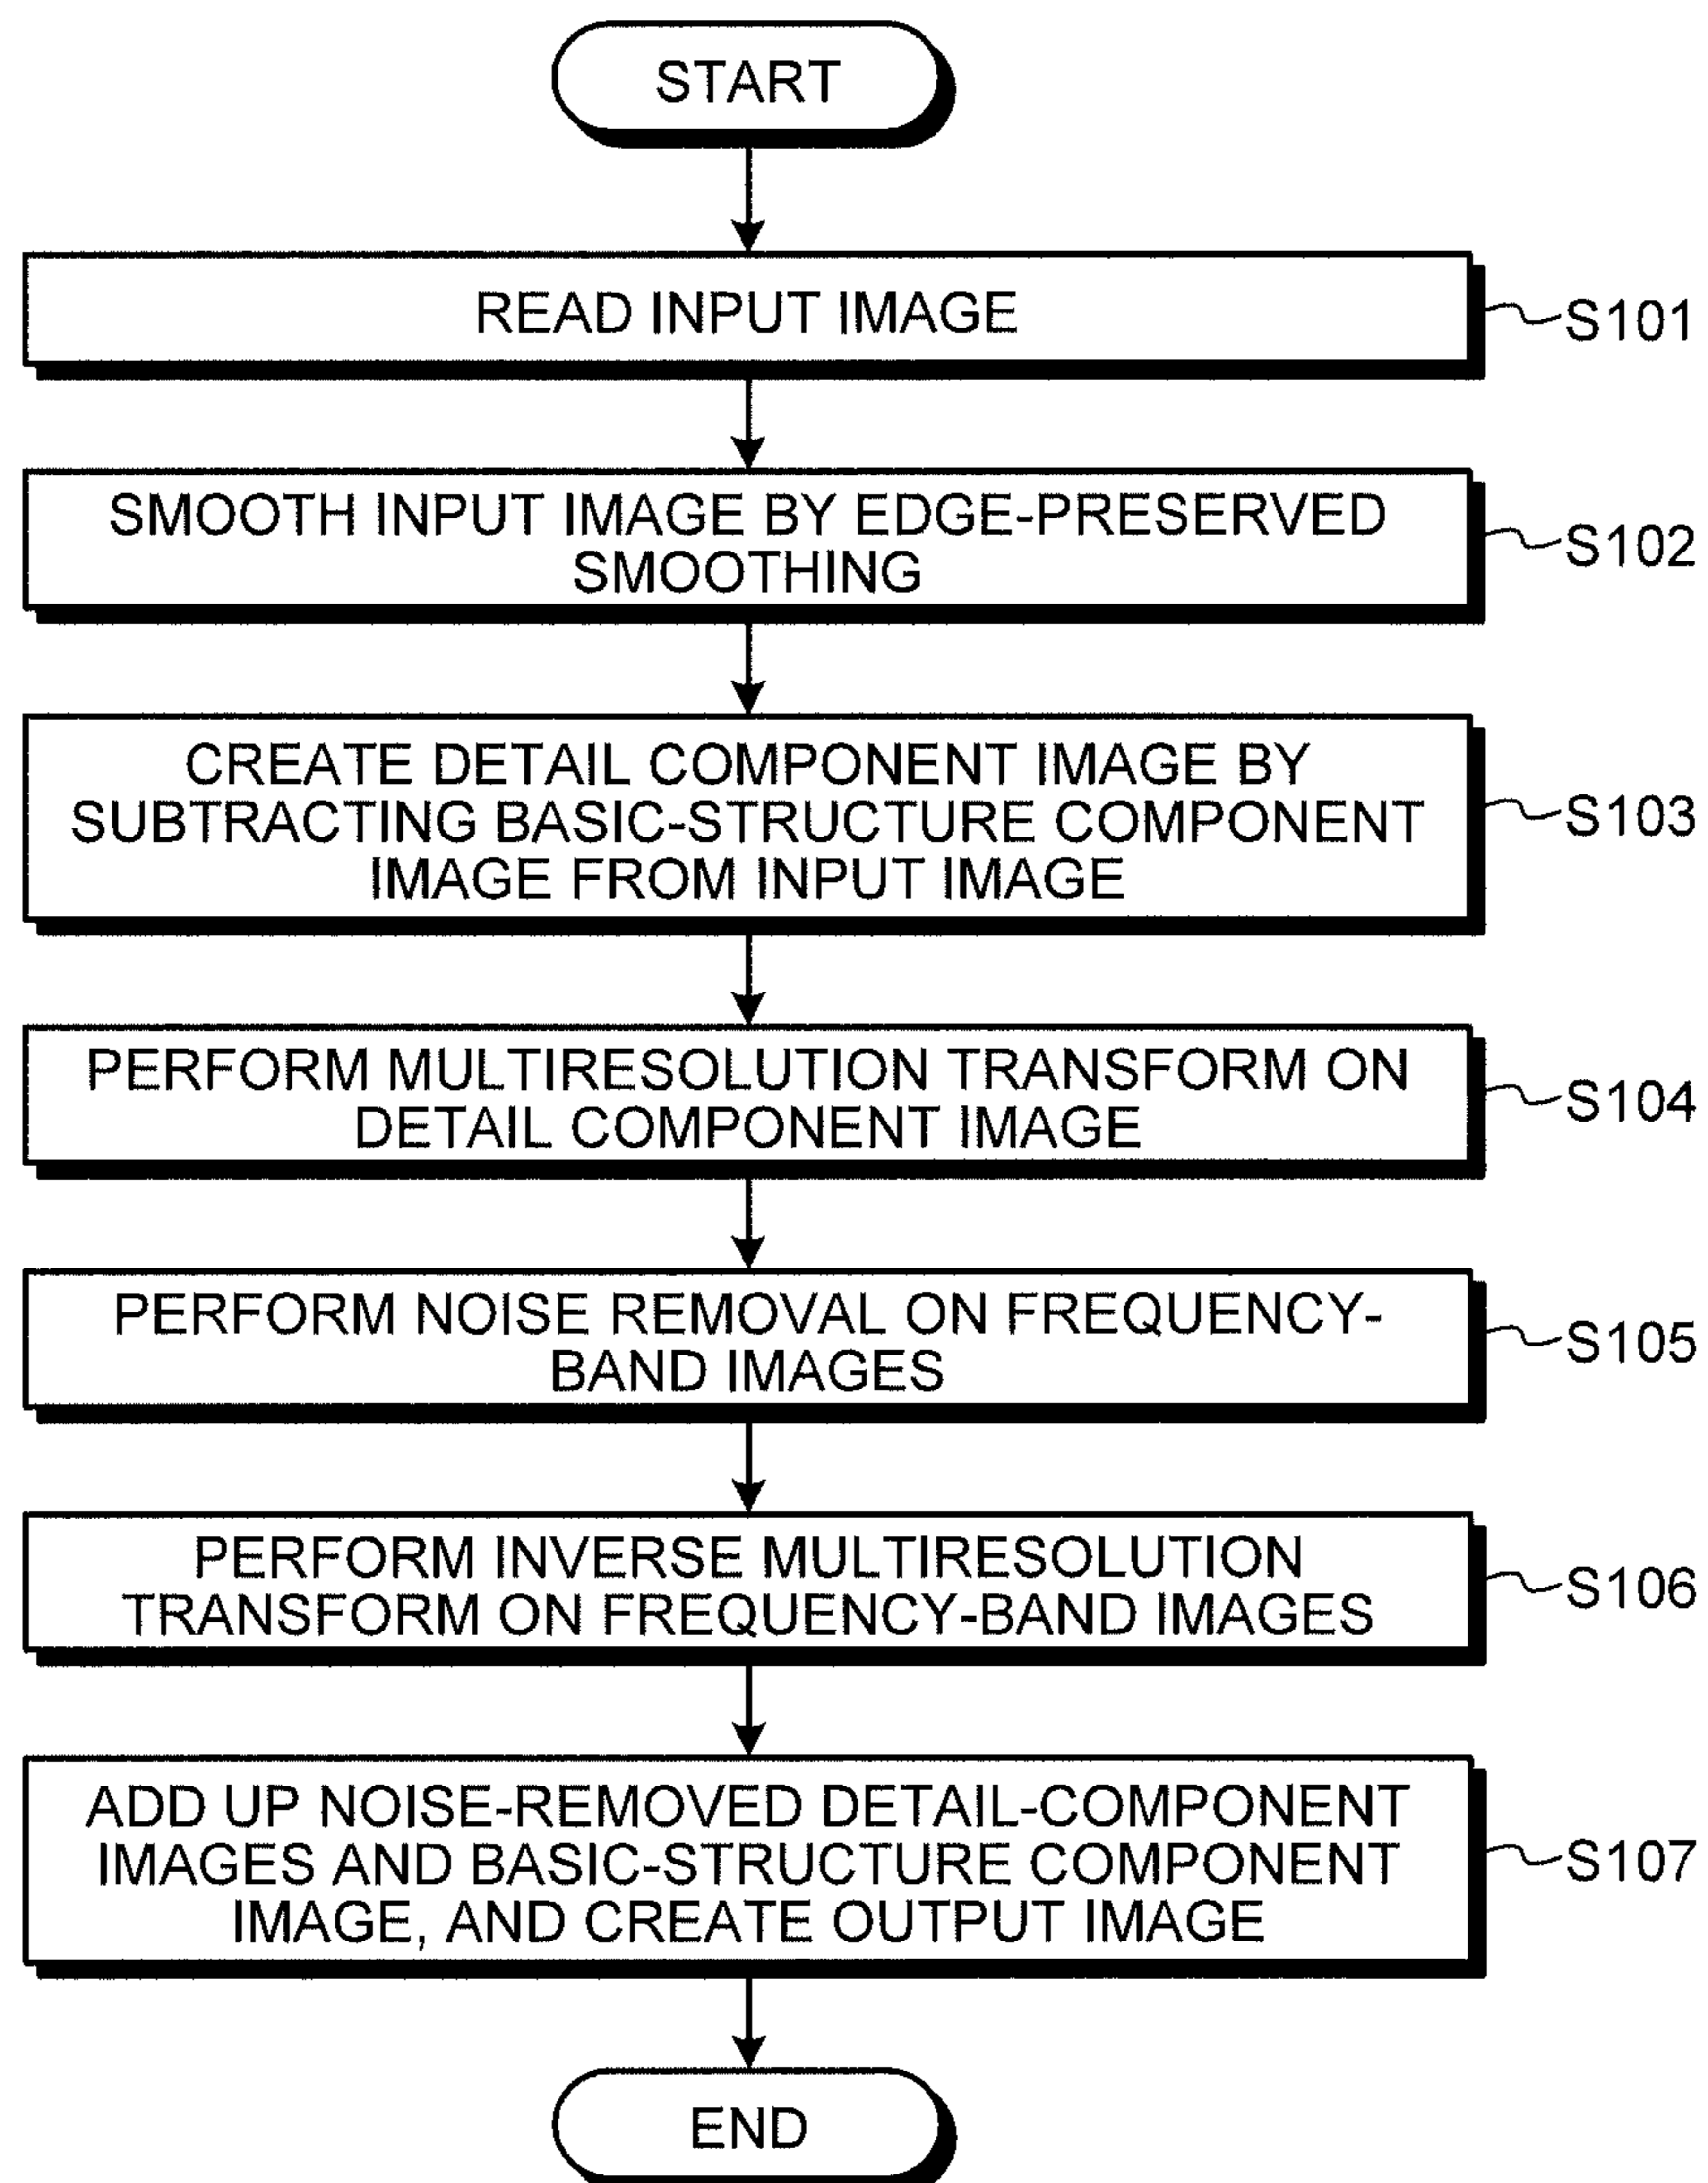 START
READ INPUT IMAGE
S101
SMOOTH INPUT IMAGE BY EDGE-PRESERVED
SMOOTHING
S102
CREATE DETAIL COMPONENT IMAGE BY
SUBTRACTING BASIC-STRUCTURE COMPONENT
IMAGE FROM INPUT IMAGE
S103
PERFORM MULTIRESOLUTION TRANSFORM ON
DETAIL COMPONENT IMAGE
S104
PERFORM NOISE REMOVAL ON FREQUENCY-
BAND IMAGES
S105
PERFORM INVERSE MULTIRESOLUTION
TRANSFORM ON FREQUENCY-BAND IMAGES
S106
ADD UP NOISE-REMOVED DETAIL-COMPONENT
IMAGES AND BASIC-STRUCTURE COMPONENT
IMAGE, AND CREATE OUTPUT IMAGE
S107
END